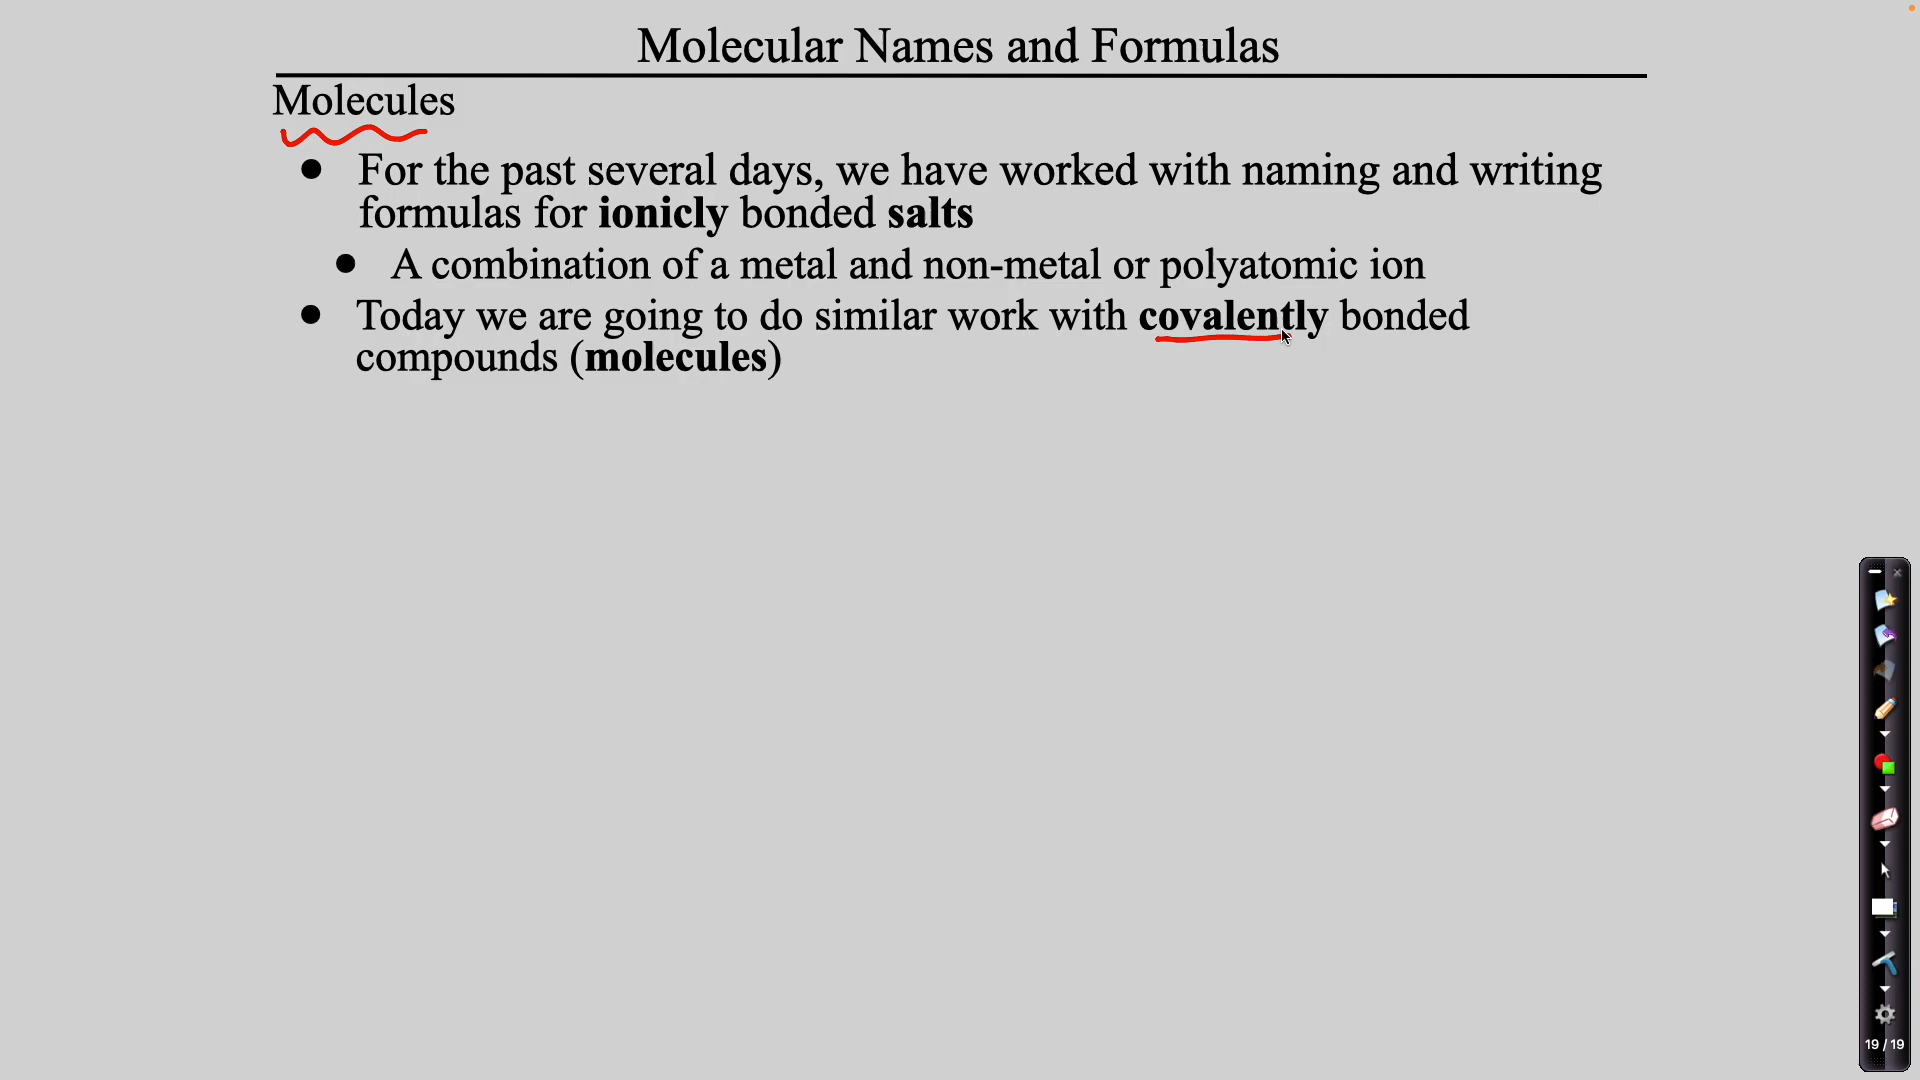 Molecular Names and Formulas
Molecules
● For the past several days, we have worked with naming and writing
formulas for ionicly bonded salts
● A combination of a metal and non-metal or polyatomic ion
● Today we are going to do similar work with covalently bonded
compounds (molecules)
19 / 19